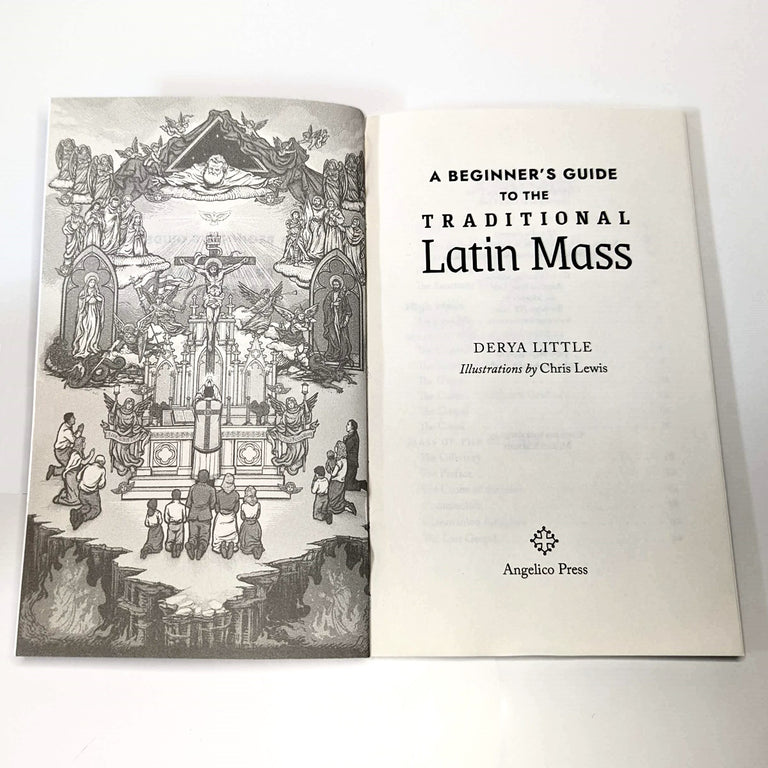 A BEGINNER'S GUIDE
TO THE
TRADITIONAL
Latin Mass
DERYA LITTLE
Illustrations by Chris Lewis
Angelico Press